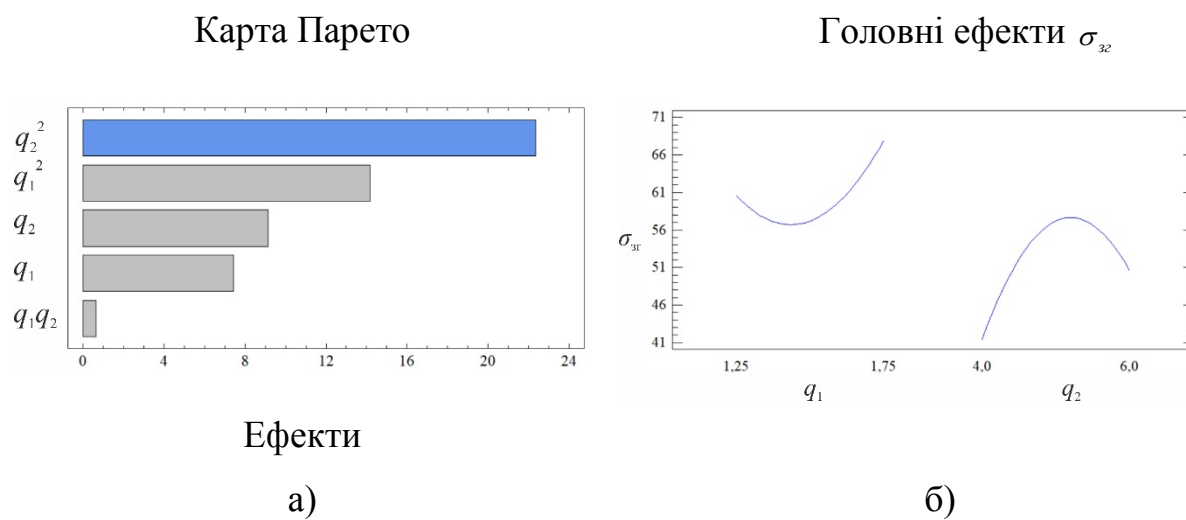 Карта Парето
q₂²
q₁²
q₂
q₁
q₁q₂
0 4 8 12 16 20 24
Ефекти
а)
Головні ефекти σзг
71
66
61
σзг
56
51
46
41
1,25 1,75 4,0 6,0
q₁ q₂
б)